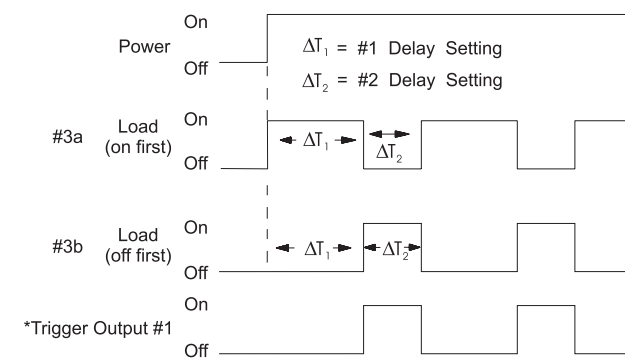 On
Power
Off
ΔT₁ = #1 Delay Setting
ΔT₂ = #2 Delay Setting
#3a
Load
(on first)
On
Off
ΔT₁
ΔT₂
#3b
Load
(off first)
On
Off
ΔT₁
ΔT₂
*Trigger Output #1
On
Off